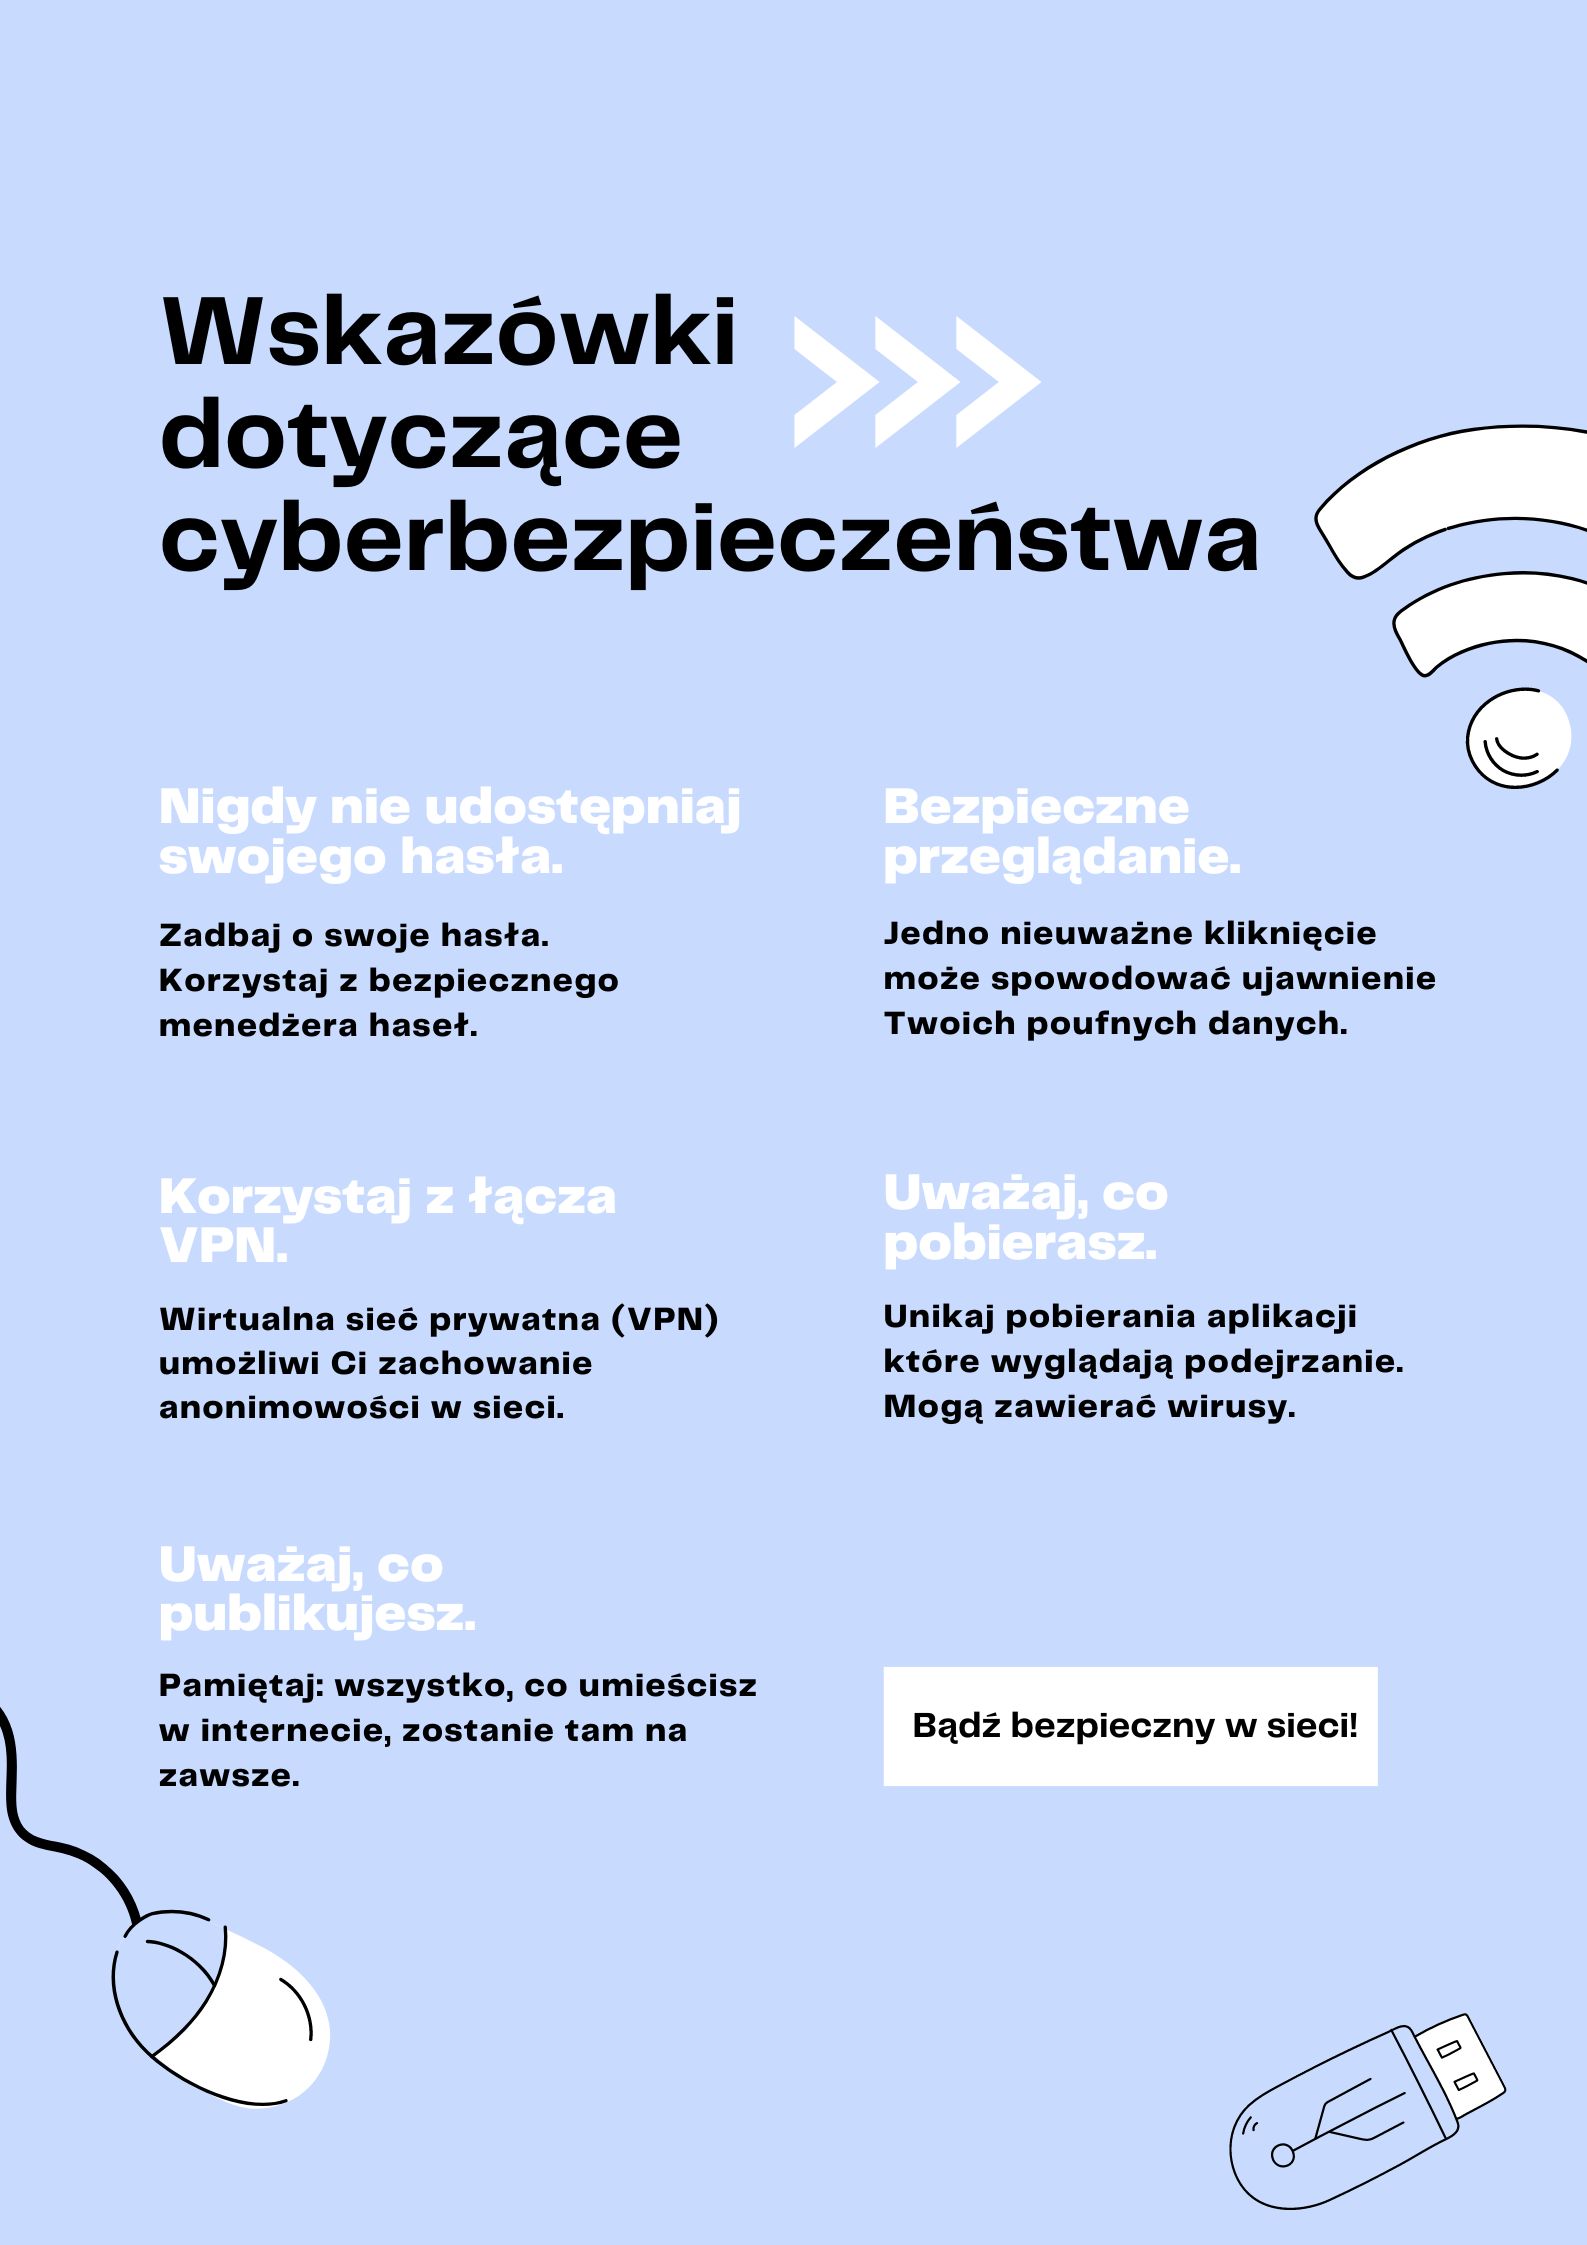 Wskazówki
dotyczące
cyberbezpieczeństwa
Nigdy nie udostępniaj
swojego hasła.
Zadbaj o swoje hasła.
Korzystaj z bezpiecznego
menedżera haseł.
Bezpieczne
przeglądanie.
Jedno nieuważne kliknięcie
może spowodować ujawnienie
Twoich poufnych danych.
Korzystaj z łącza
VPN.
Wirtualna sieć prywatna (VPN)
umożliwi Ci zachowanie
anonimowości w sieci.
Uważaj, co
pobierasz.
Unikaj pobierania aplikacji
które wyglądają podejrzanie.
Mogą zawierać wirusy.
Uważaj, co
publikujesz.
Pamiętaj: wszystko, co umieścisz
w internecie, zostanie tam na
zawsze.
Bądź bezpieczny w sieci!